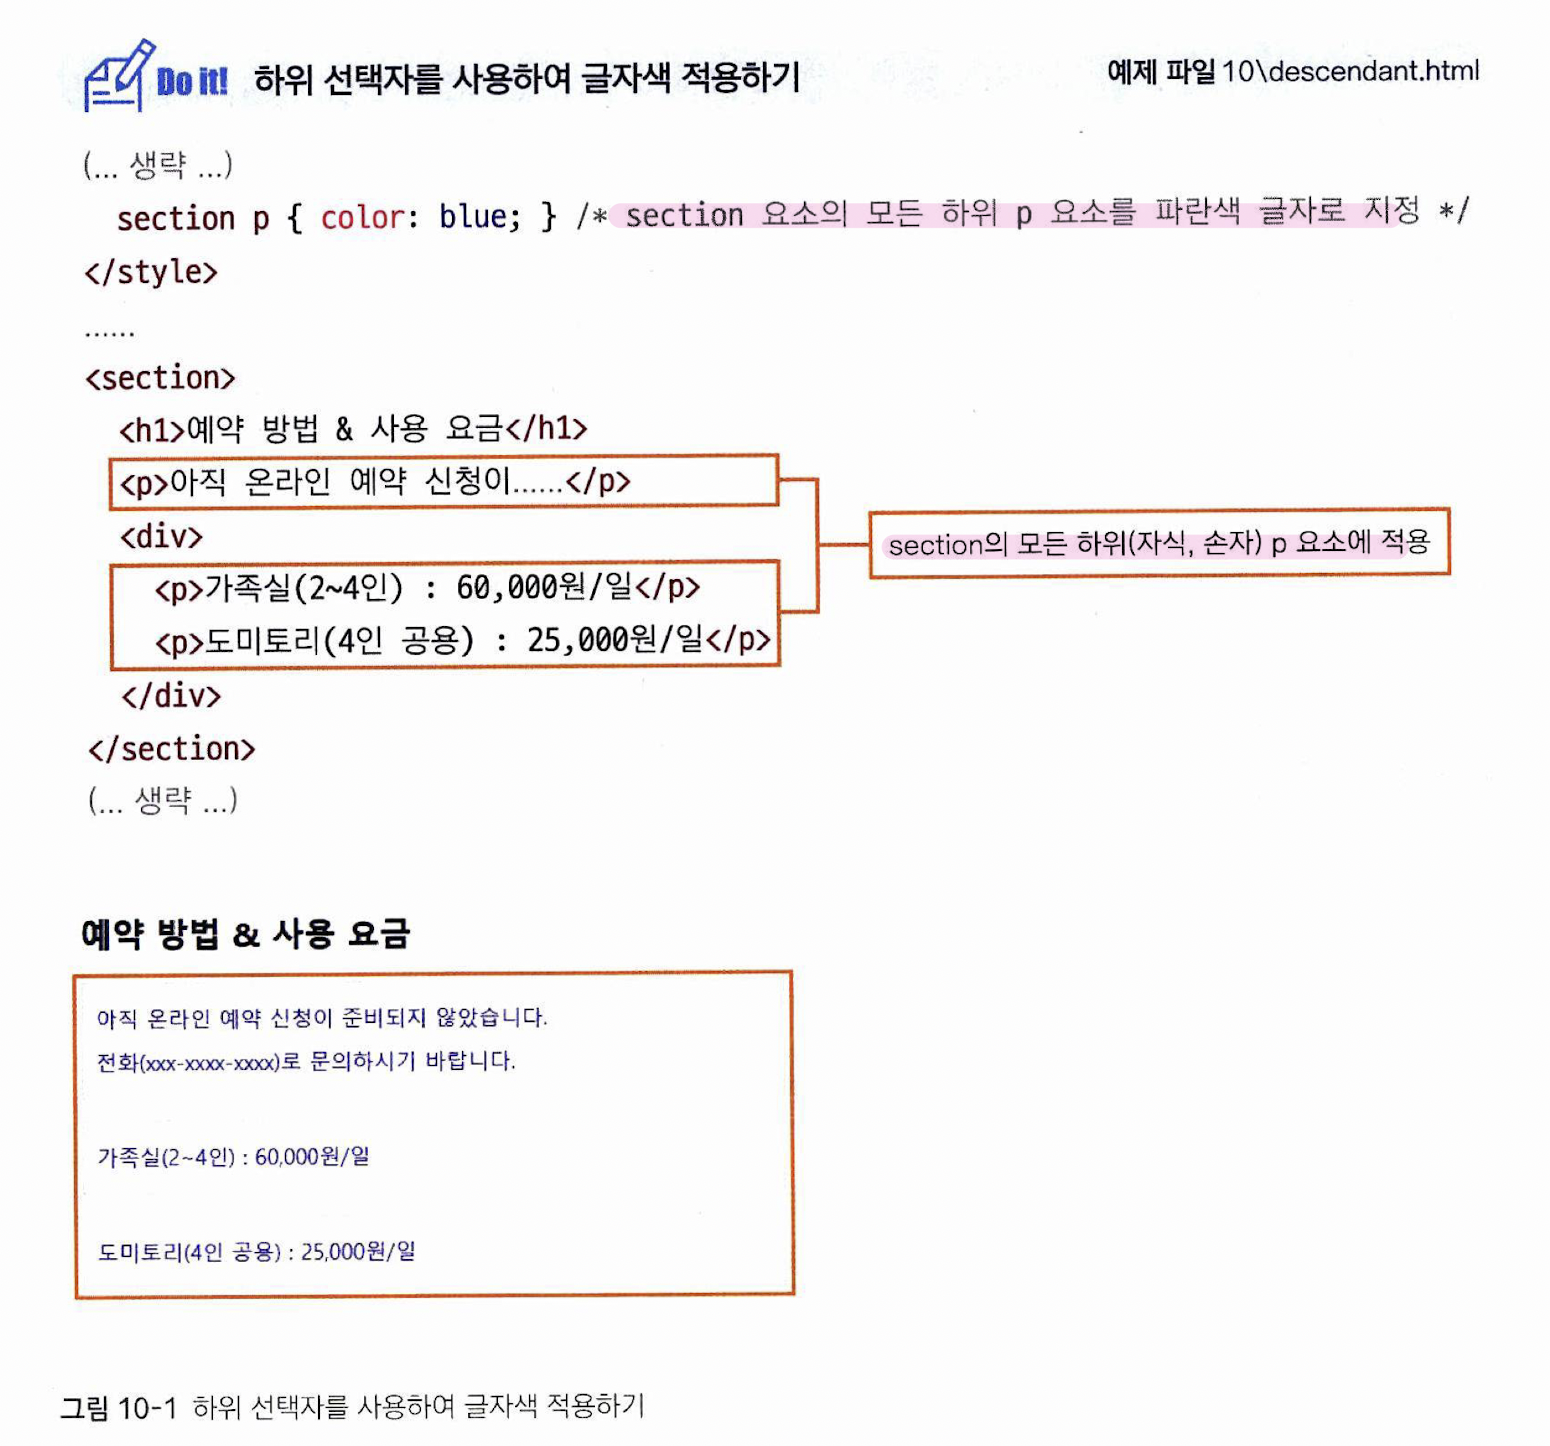 Do it! 하위 선택자를 사용하여 글자색 적용하기
예제 파일 10\descendant.html
(... 생략 ...)
section p { color: blue; } /* section 요소의 모든 하위 p 요소를 파란색 글자로 지정 */
</style>
......
<section>
<h1>예약 방법 & 사용 요금</h1>
<p>아직 온라인 예약 신청이......</p>
<div>
section의 모든 하위(자식, 손자) p 요소에 적용
<p>가족실(2~4인) : 60,000원/일</p>
<p>도미토리(4인 공용) : 25,000원/일</p>
</div>
</section>
(... 생략 ...)
예약 방법 & 사용 요금
아직 온라인 예약 신청이 준비되지 않았습니다.
전화(xxx-xxxx-xxxx)로 문의하시기 바랍니다.
가족실(2~4인) : 60,000원/일
도미토리(4인 공용) : 25,000원/일
그림 10-1 하위 선택자를 사용하여 글자색 적용하기